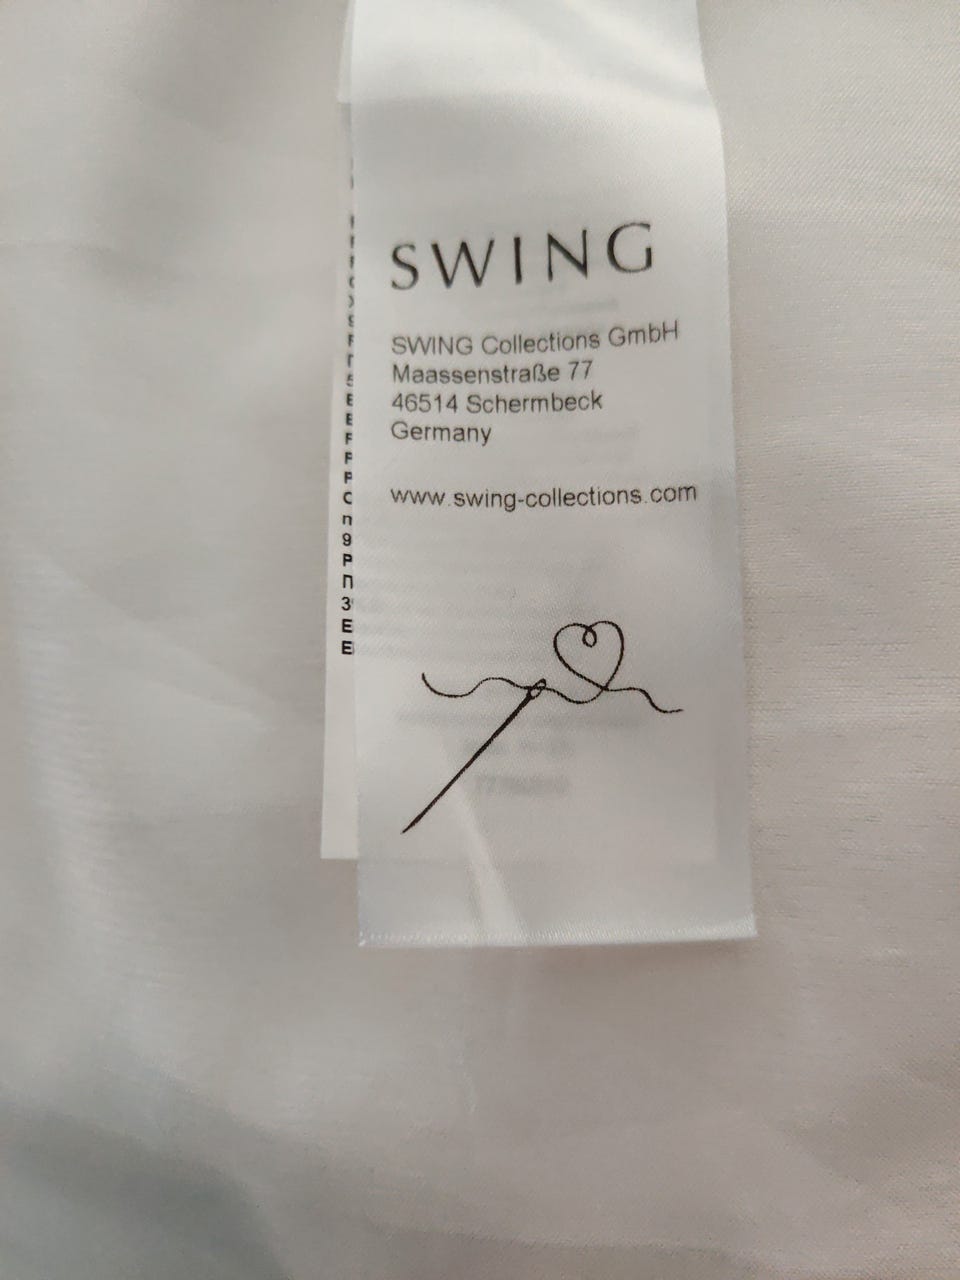 SWING
SWING Collections GmbH
Maassenstraße 77
46514 Schermbeck
Germany
www.swing-collections.com